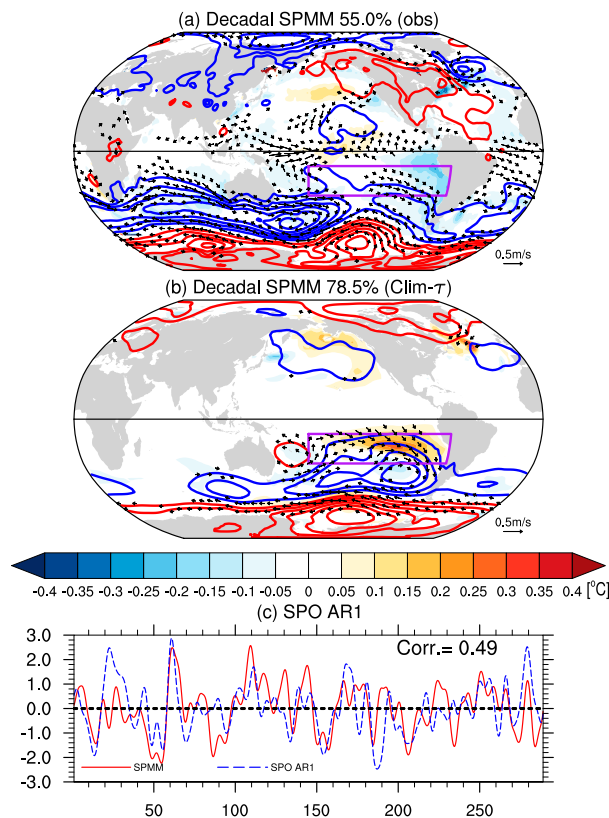 (a) Decadal SPMM 55.0% (obs)
0.5m/s
(b) Decadal SPMM 78.5% (Clim-τ)
0.5m/s
-0.4 -0.35 -0.3 -0.25 -0.2 -0.15 -0.1 -0.05 0 0.05 0.1 0.15 0.2 0.25 0.3 0.35 0.4 [°C]
(c) SPO AR1
3.0
2.0
1.0
0.0
-1.0
-2.0
-3.0
Corr.= 0.49
SPMM SPO AR1
50 100 150 200 250